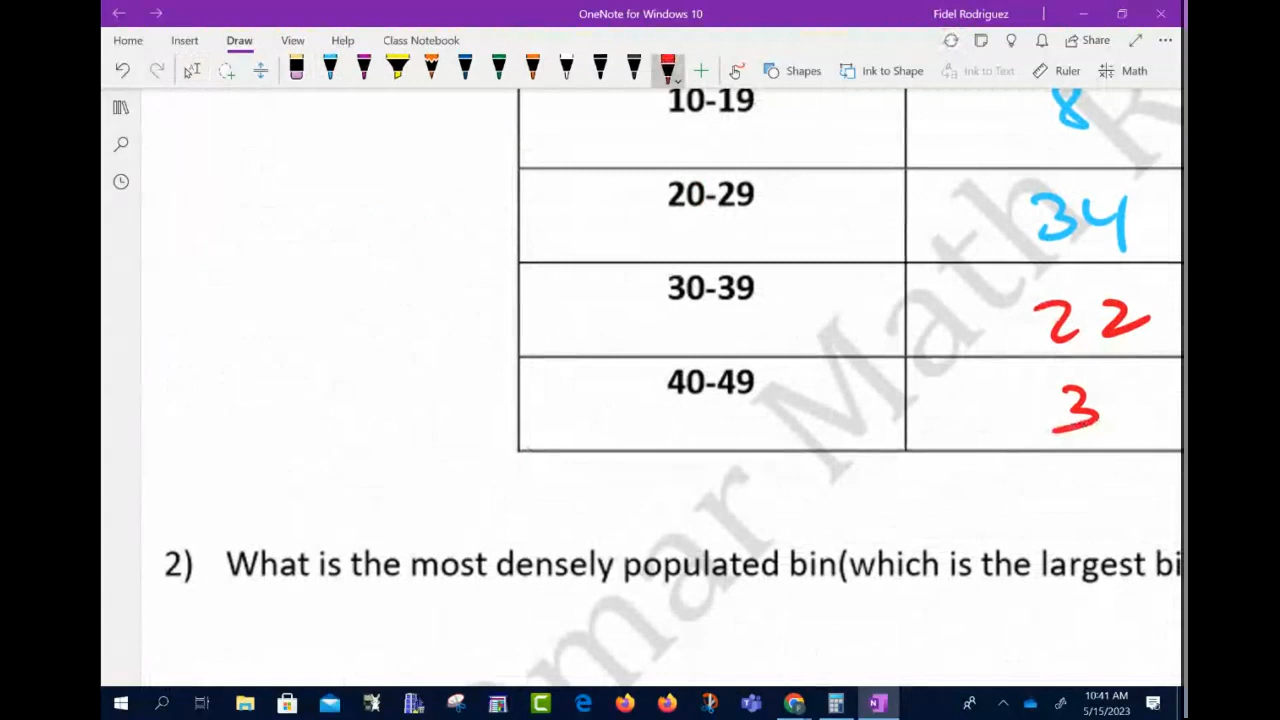 OneNote for Windows 10
Fidel Rodriguez
Home Insert Draw View Help Class Notebook
Share
Shapes Ink to Shape Ink to Text Ruler Math
10-19 8
20-29 34
30-39 22
40-49 3
2) What is the most densely populated bin(which is the largest bi
mar Math R
10:41 AM
5/15/2023